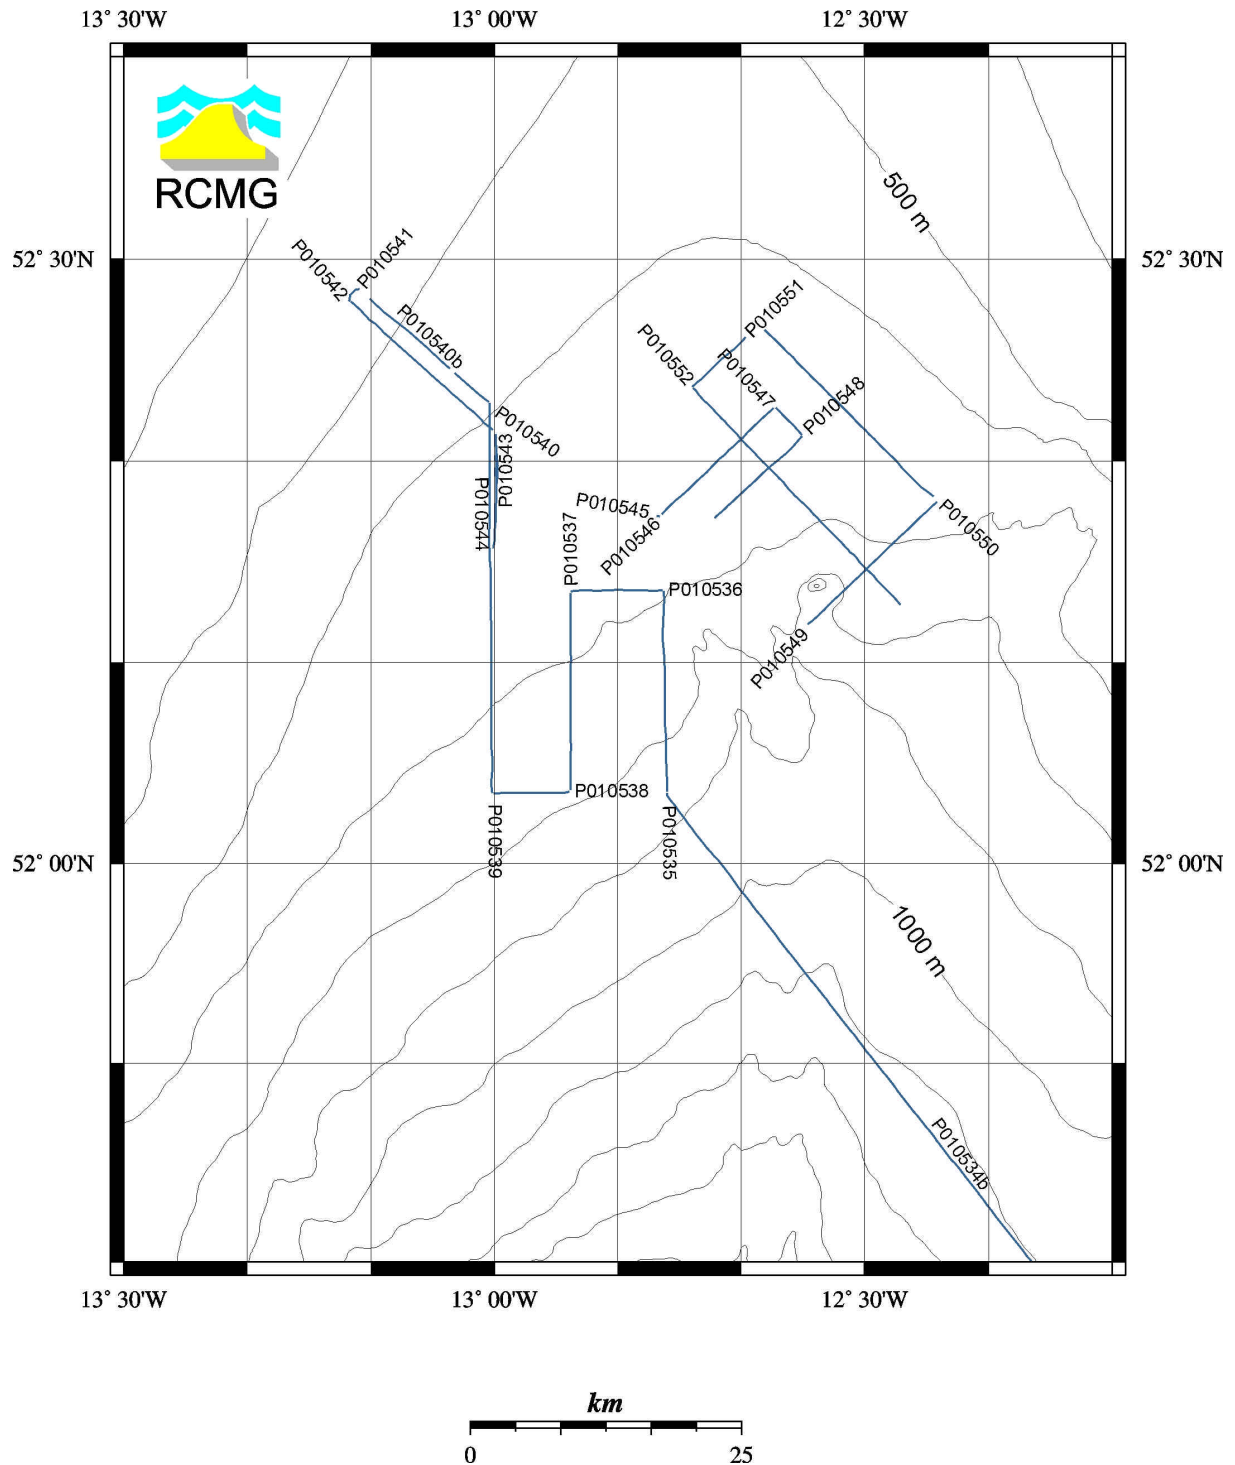 13° 30'W 13° 00'W 12° 30'W
RCMG
500 m
52° 30'N 52° 30'N
P010541
P010542
P010540b
P010551
P010552
P010547
P010548
P010540
P010543
P010544
P010545
P010546
P010537
P010550
P010536
P010549
P010538
P010539
P010535
52° 00'N 52° 00'N
1000 m
P010534b
13° 30'W 13° 00'W 12° 30'W
km
0 25